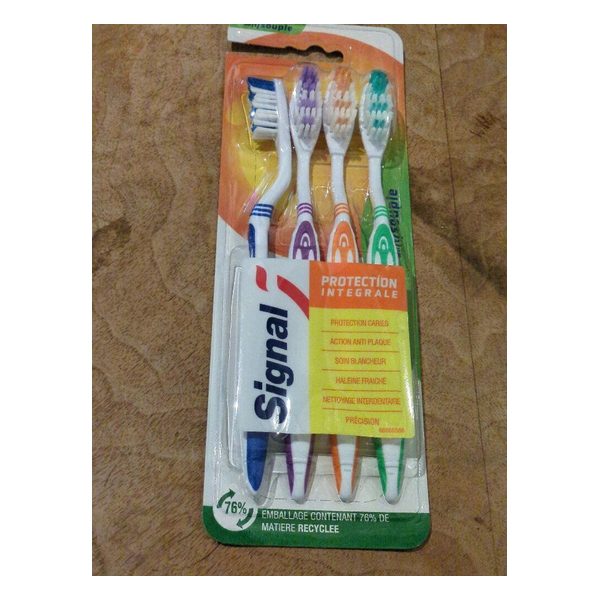 souple
souple
Signal
PROTECTION
INTEGRALE
PROTECTION CARIES
ACTION ANTI PLAQUE
SOIN BLANCHEUR
HALEINE FRAICHE
NETTOYAGE INTERDENTAIRE
PRÉCISION
76%
EMBALLAGE CONTENANT 76% DE
MATIERE RECYCLEE